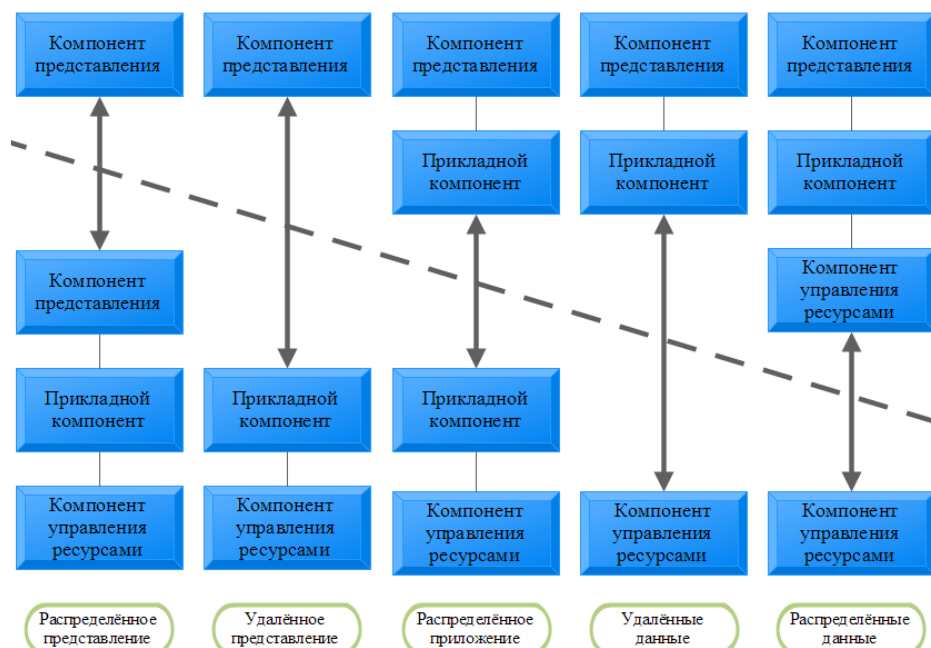 Компонент
представления
Компонент
представления
Компонент
представления
Компонент
представления
Компонент
представления
Прикладной
компонент
Прикладной
компонент
Прикладной
компонент
Компонент
представления
Компонент
управления
ресурсами
Прикладной
компонент
Прикладной
компонент
Прикладной
компонент
Компонент
управления
ресурсами
Компонент
управления
ресурсами
Компонент
управления
ресурсами
Компонент
управления
ресурсами
Компонент
управления
ресурсами
Распределённое
представление
Удалённое
представление
Распределённое
приложение
Удалённые
данные
Распределённые
данные